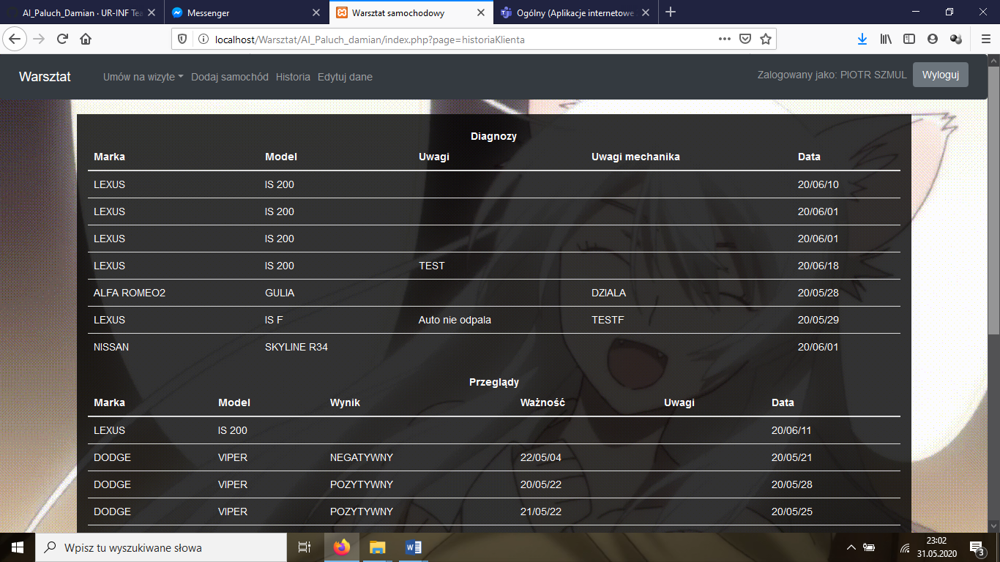 AI_Paluch_Damian · UR-INF Tea
Messenger
Warsztat samochodowy
Ogólny (Aplikacje internetowe
localhost/Warsztat/AI_Paluch_damian/index.php?page=historiaKlienta
Warsztat Umów na wizyte Dodaj samochód Historia Edytuj dane Zalogowany jako: PIOTR SZMUL Wyloguj
Diagnozy
Marka Model Uwagi Uwagi mechanika Data
LEXUS IS 200 20/06/10
LEXUS IS 200 20/06/01
LEXUS IS 200 20/06/01
LEXUS IS 200 TEST 20/06/18
ALFA ROMEO2 GULIA DZIALA 20/05/28
LEXUS IS F Auto nie odpala TESTF 20/05/29
NISSAN SKYLINE R34 20/06/01
Przeglądy
Marka Model Wynik Ważność Uwagi Data
LEXUS IS 200 20/06/11
DODGE VIPER NEGATYWNY 22/05/04 20/05/21
DODGE VIPER POZYTYWNY 20/05/22 20/05/28
DODGE VIPER POZYTYWNY 21/05/22 20/05/25
Wpisz tu wyszukiwane słowa
23:02
31.05.2020
3